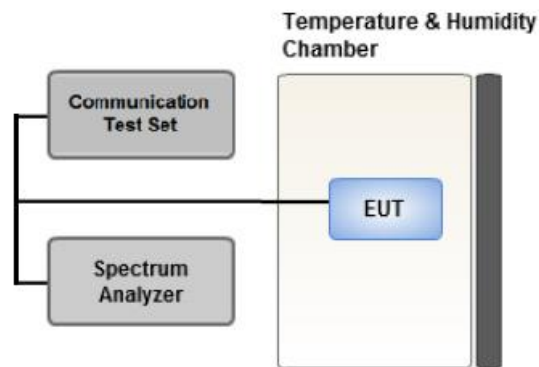 Temperature & Humidity
Chamber
Communication
Test Set
EUT
Spectrum
Analyzer